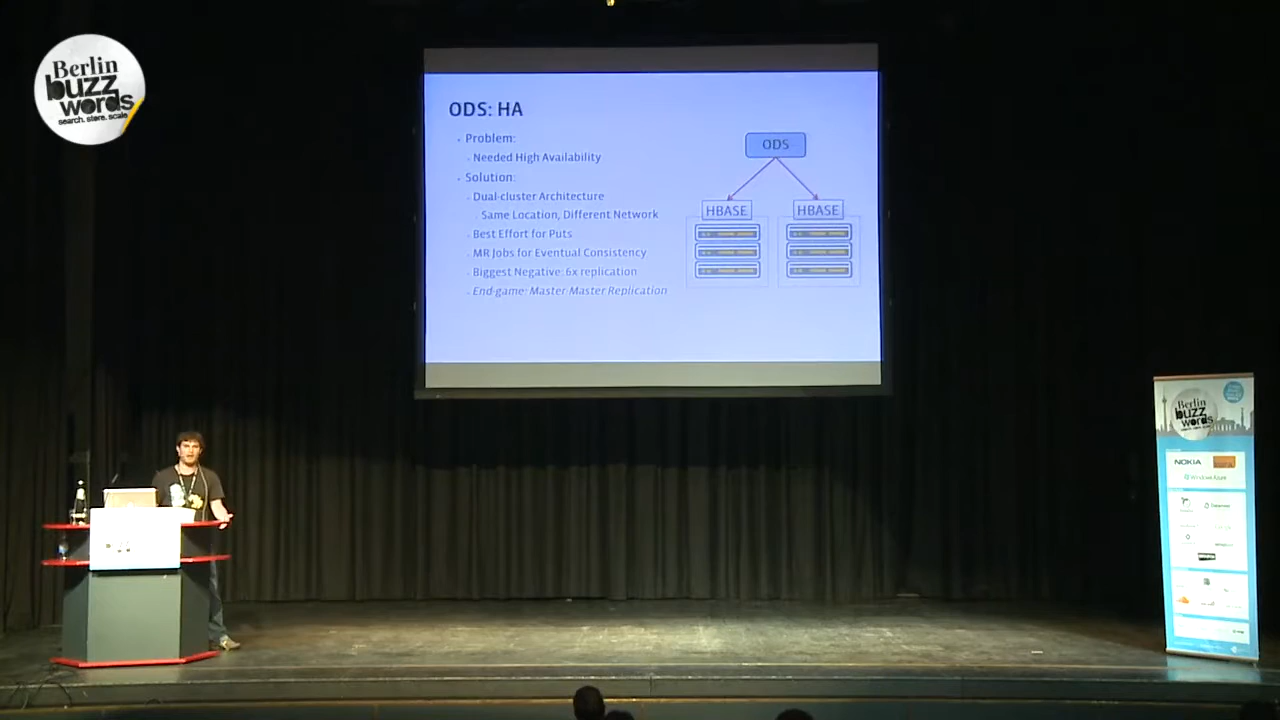 Berlin
buzz
words
search. store. scale
ODS: HA
Problem:
Needed High Availability
Solution:
Dual-cluster Architecture
Same Location, Different Network
Best Effort for Puts
MR Jobs for Eventual Consistency
Biggest Negative: 6x replication
End-game: Master Master Replication
ODS
HBASE
HBASE
Berlin
buzz
words
NOKIA